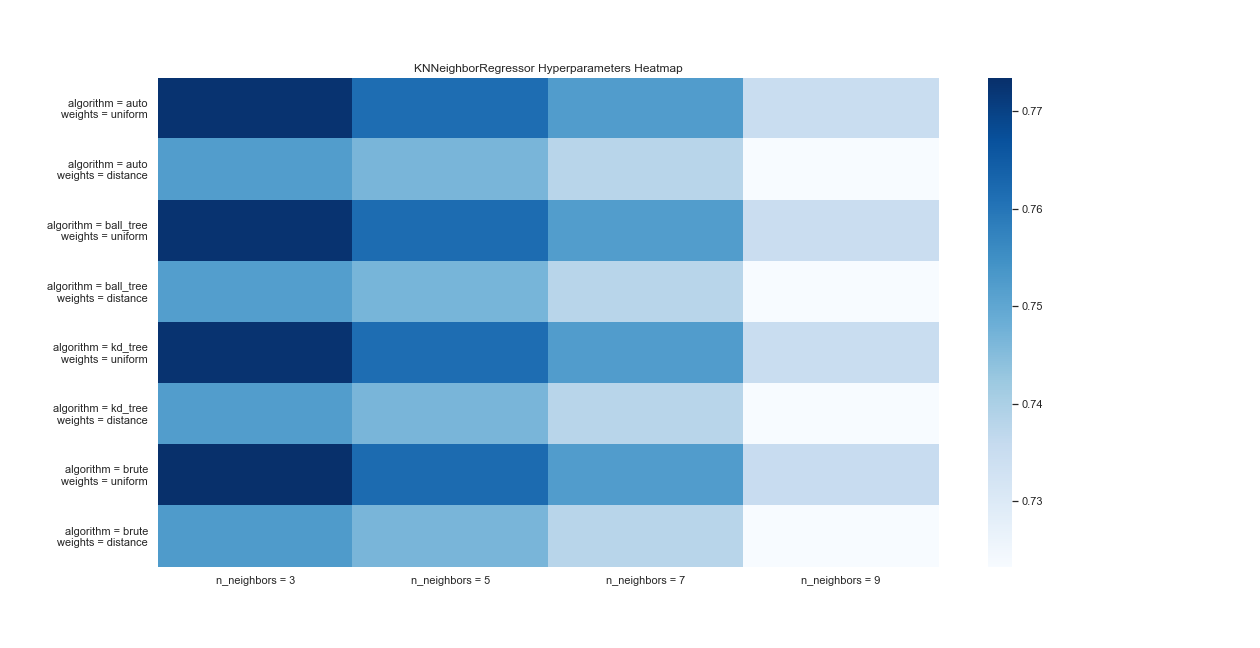 KNNeighborRegressor Hyperparameters Heatmap
algorithm = auto
weights = uniform
algorithm = auto
weights = distance
algorithm = ball_tree
weights = uniform
algorithm = ball_tree
weights = distance
algorithm = kd_tree
weights = uniform
algorithm = kd_tree
weights = distance
algorithm = brute
weights = uniform
algorithm = brute
weights = distance
n_neighbors = 3
n_neighbors = 5
n_neighbors = 7
n_neighbors = 9
0.77
0.76
0.75
0.74
0.73